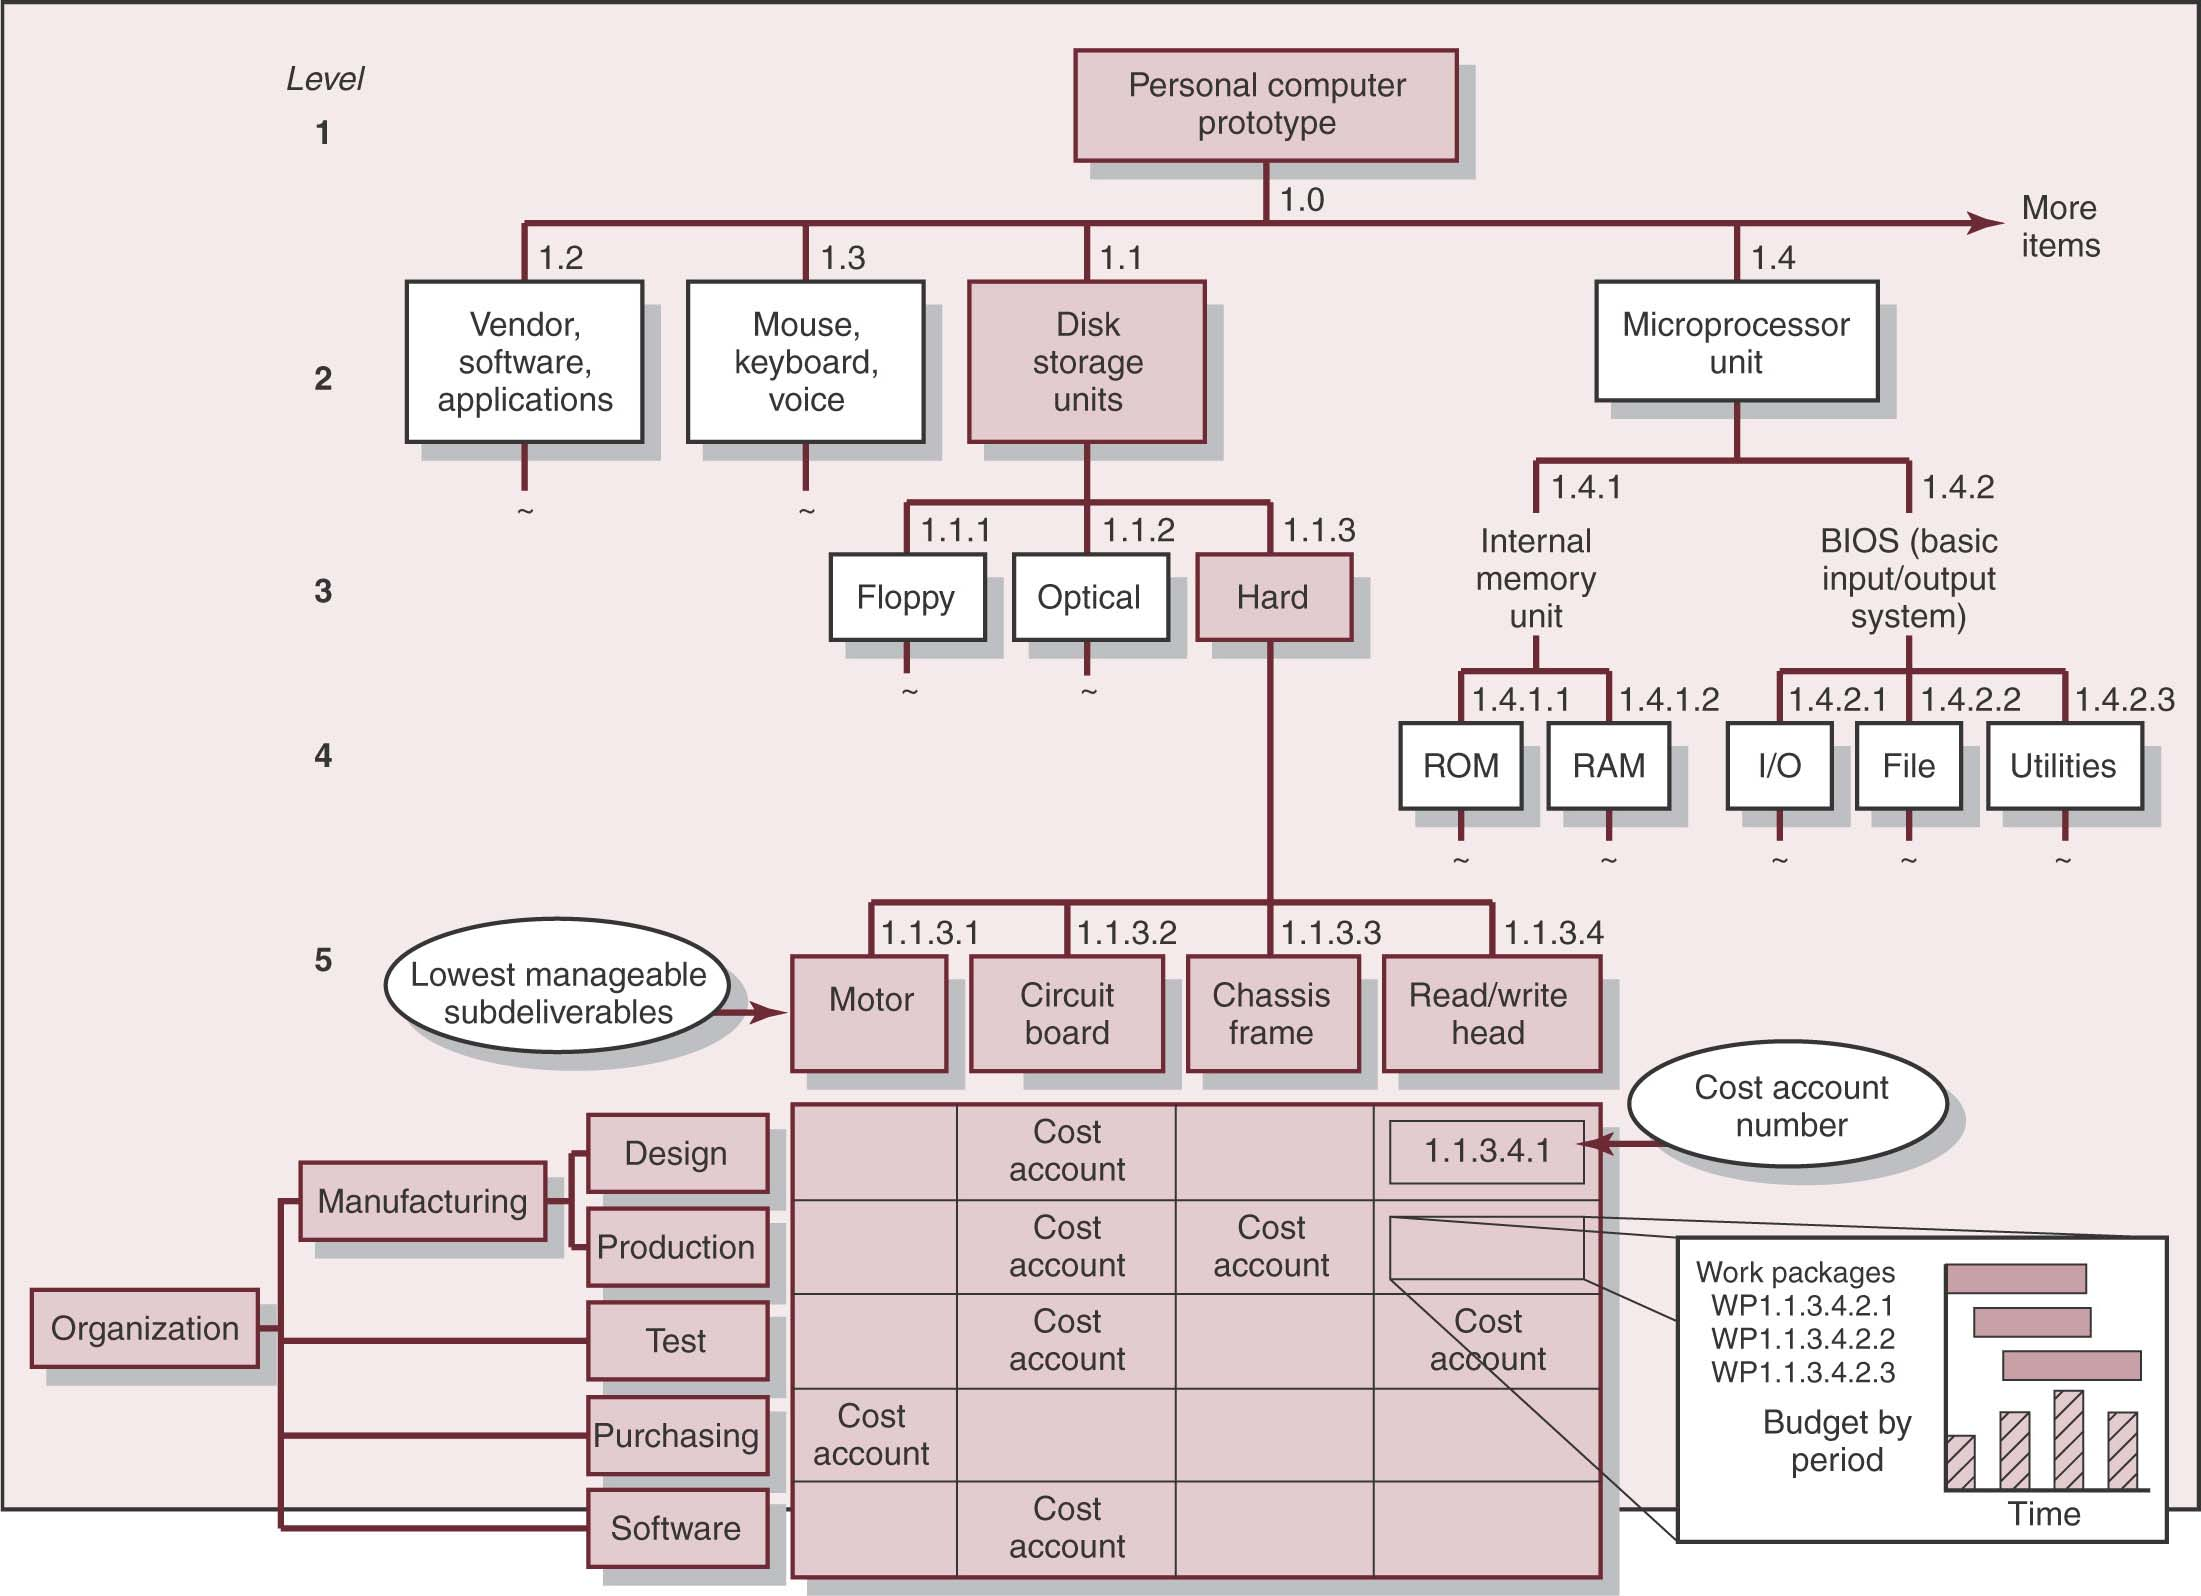 Level
1
Personal computer
prototype
1.0
More
items
1.2
1.3
1.1
1.4
2
Vendor,
software,
applications
Mouse,
keyboard,
voice
Disk
storage
units
Microprocessor
unit
~
~
1.4.1
1.4.2
1.1.1
1.1.2
1.1.3
3
Floppy
Optical
Hard
Internal
memory
unit
BIOS (basic
input/output
system)
~
~
4
1.4.1.1
1.4.1.2
1.4.2.1
1.4.2.2
1.4.2.3
ROM
RAM
I/O
File
Utilities
~
~
~
~
~
5
Lowest manageable
subdeliverables
1.1.3.1
1.1.3.2
1.1.3.3
1.1.3.4
Motor
Circuit
board
Chassis
frame
Read/write
head
Cost account
number
Organization
Manufacturing
Design
Cost
account
1.1.3.4.1
Production
Cost
account
Cost
account
Test
Cost
account
Cost
account
Purchasing
Cost
account
Software
Cost
account
Work packages
WP1.1.3.4.2.1
WP1.1.3.4.2.2
WP1.1.3.4.2.3
Budget by
period
Time